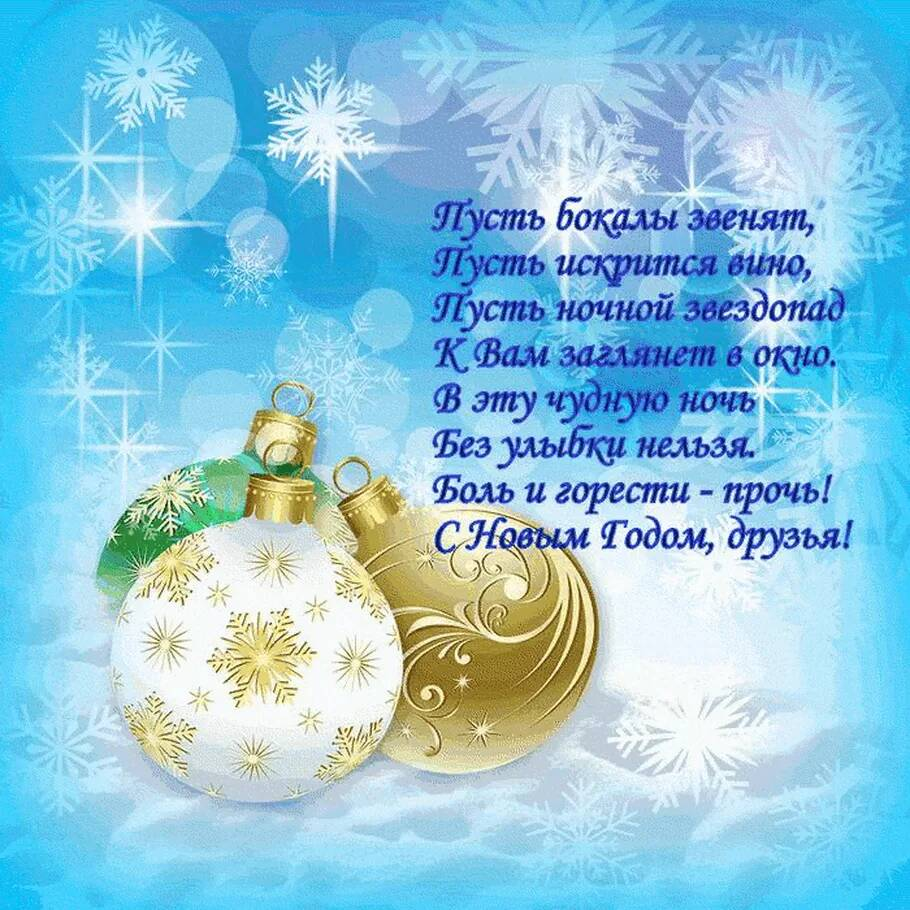 Пусть бокалы звенят,
Пусть искрится вино,
Пусть ночной звездопад
К Вам заглянет в окно.
В эту чудную ночь
Без улыбки нельзя.
Боль и горести - прочь!
С Новым Годом, друзья!